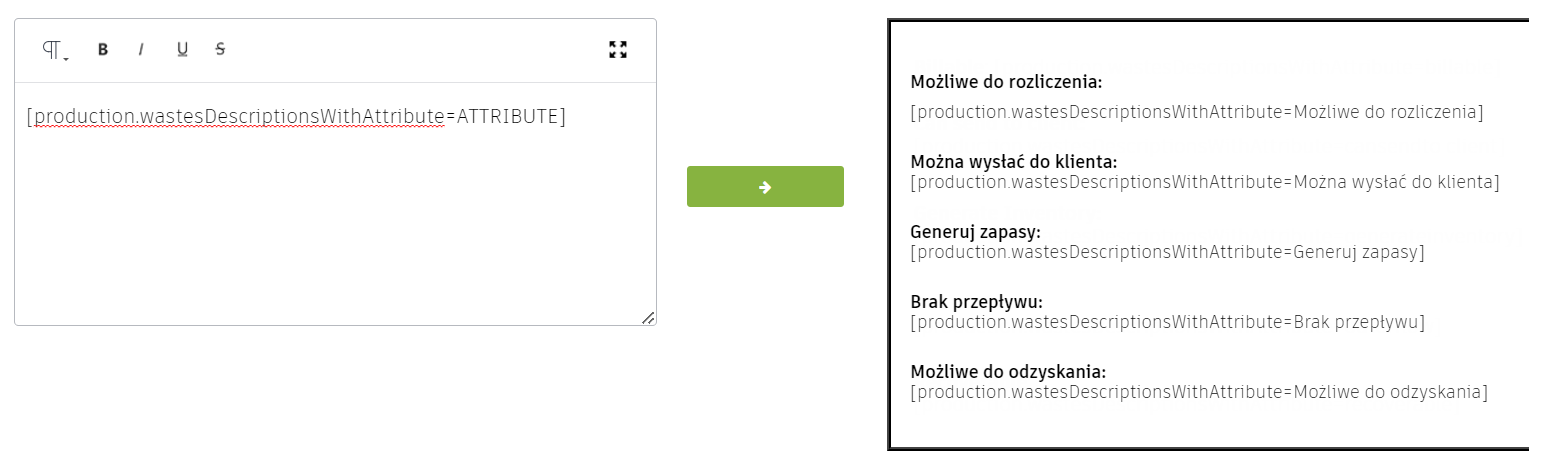 B I U S
[production.wastesDescriptionsWithAttribute=ATTRIBUTE]
Możliwe do rozliczenia:
[production.wastesDescriptionsWithAttribute=Możliwe do rozliczenia]
Można wysłać do klienta:
[production.wastesDescriptionsWithAttribute=Można wysłać do klienta]
Generuj zapasy:
[production.wastesDescriptionsWithAttribute=Generuj zapasy]
Brak przepływu:
[production.wastesDescriptionsWithAttribute=Brak przepływu]
Możliwe do odzyskania:
[production.wastesDescriptionsWithAttribute=Możliwe do odzyskania]